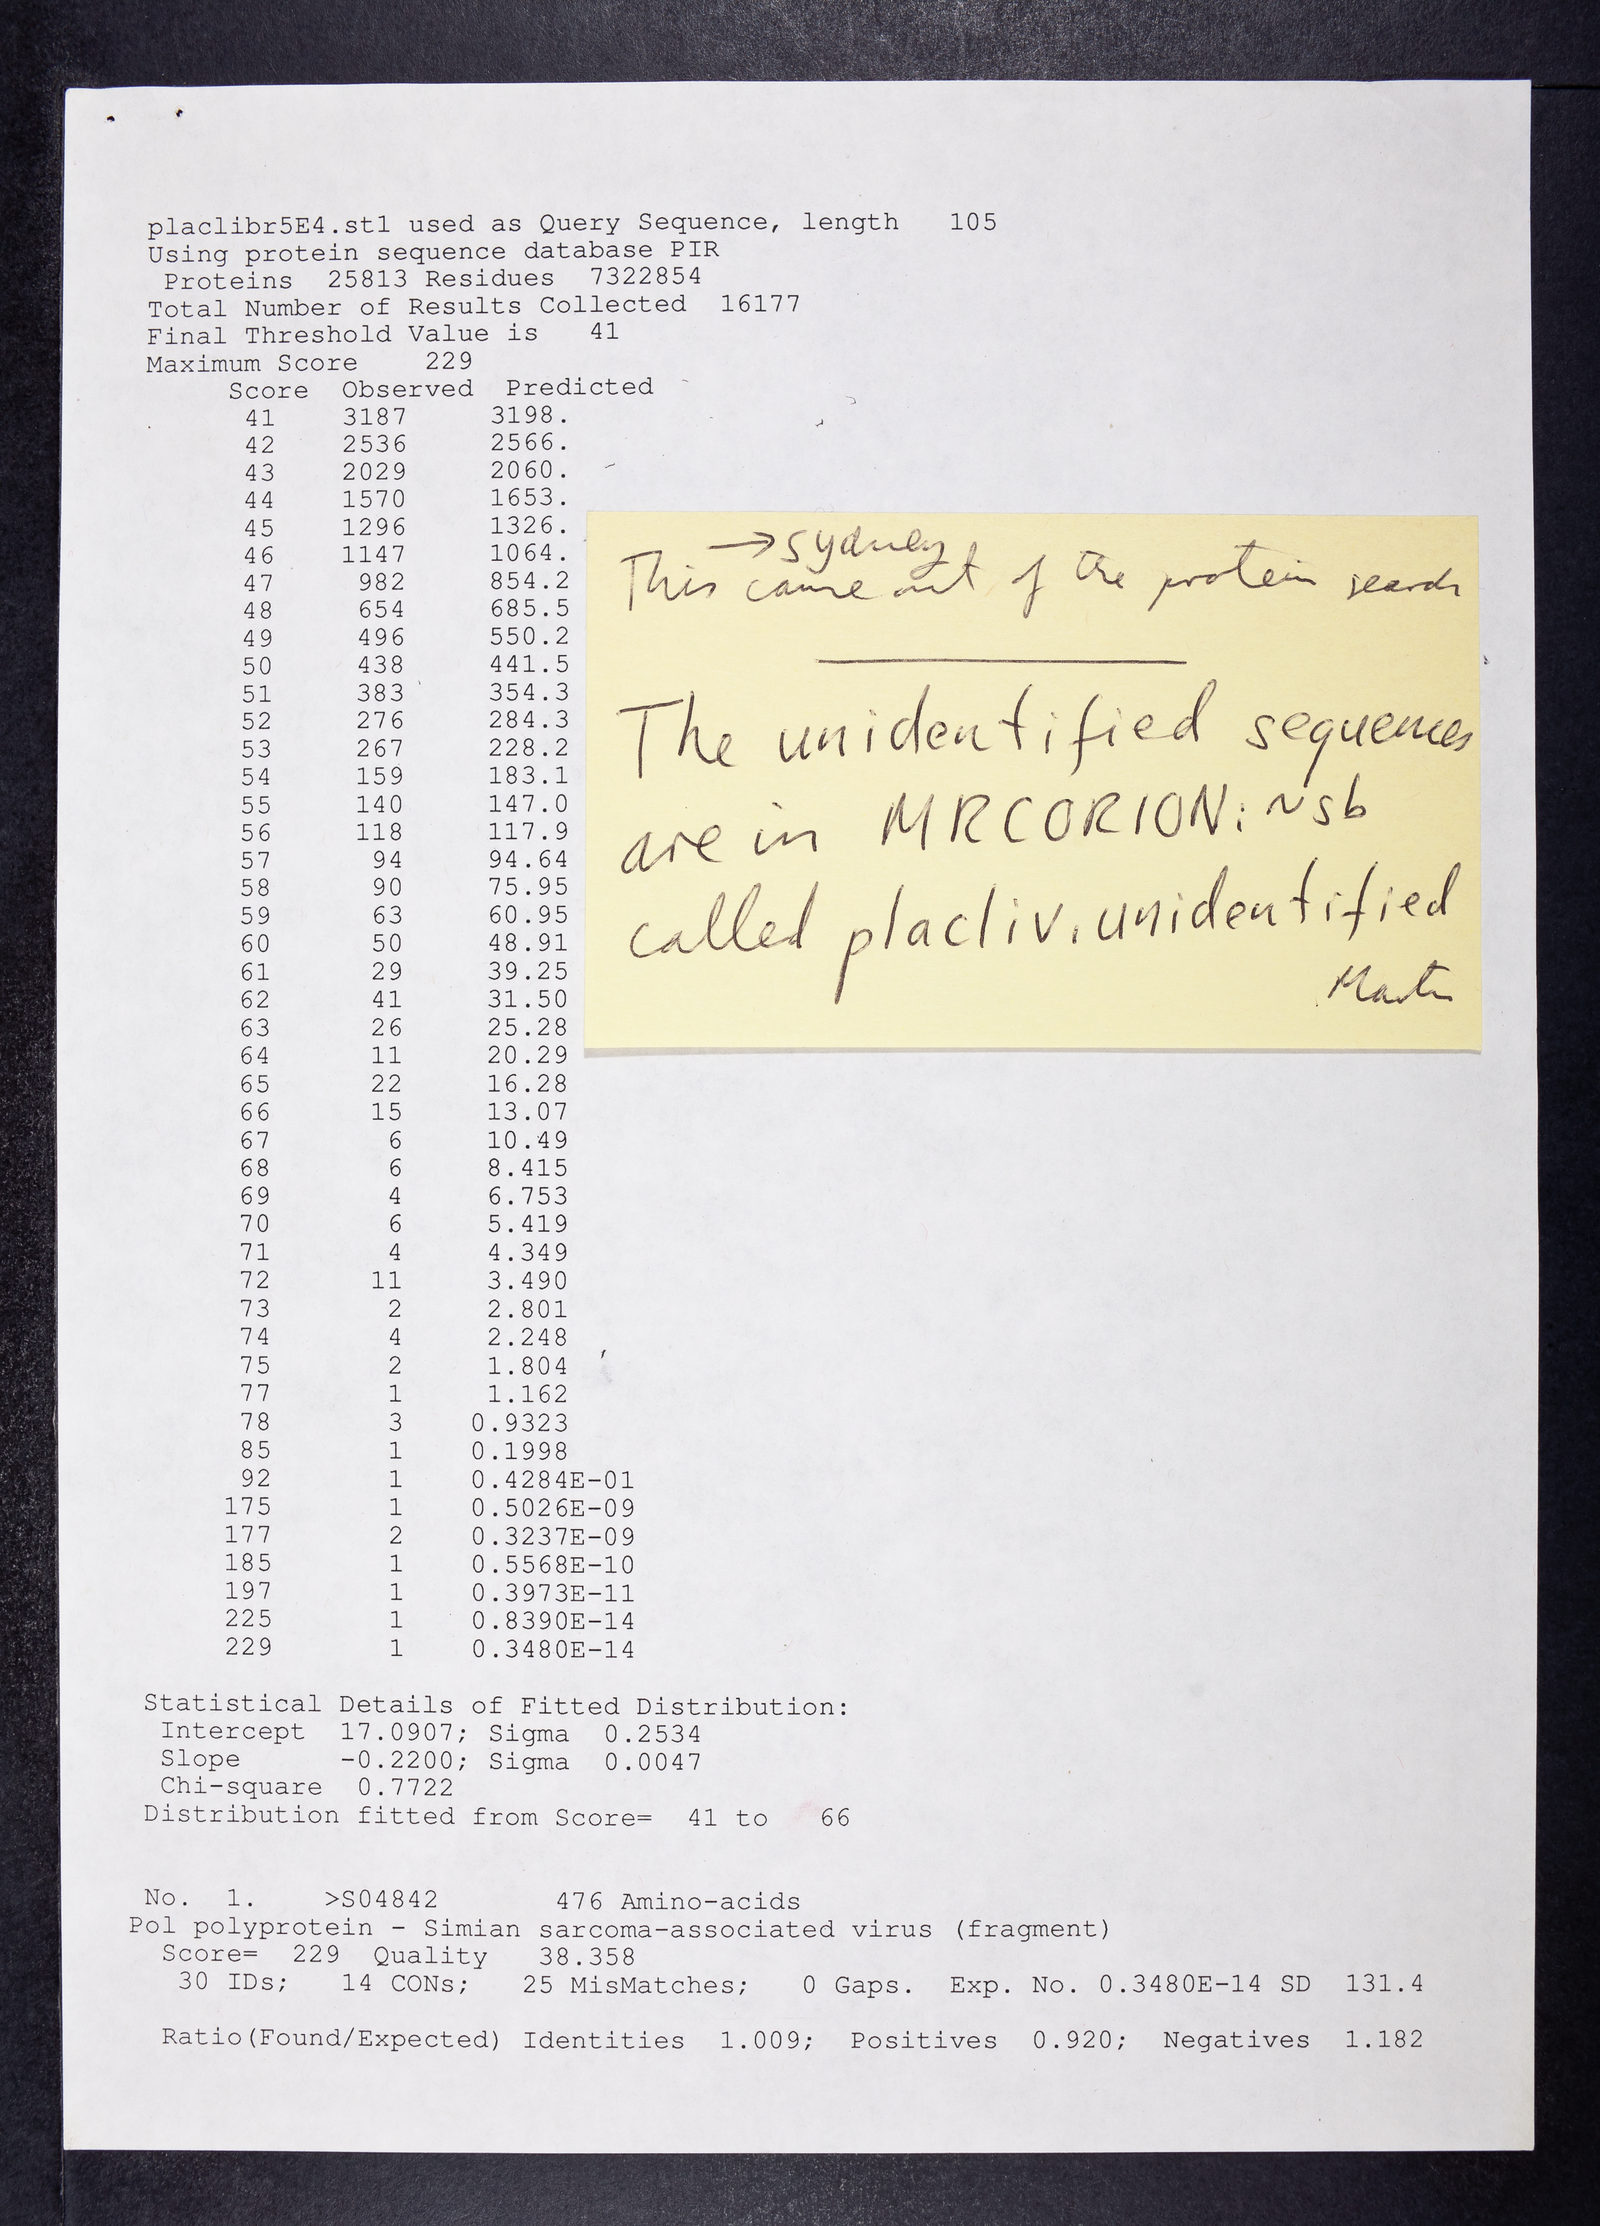 placlibr5E4.st1 used as Query Sequence, length 105
Using protein sequence database PIR
Proteins 25813 Residues 7322854
Total Number of Results Collected 16177
Final Threshold Value is 41
Maximum Score 229
Score Observed Predicted
41 3187 3198.
42 2536 2566.
43 2029 2060.
44 1570 1653.
45 1296 1326.
46 1147 1064.
47 982 854.2
48 654 685.5
49 496 550.2
50 438 441.5
51 383 354.3
52 276 284.3
53 267 228.2
54 159 183.1
55 140 147.0
56 118 117.9
57 94 94.64
58 90 75.95
59 63 60.95
60 50 48.91
61 29 39.25
62 41 31.50
63 26 25.28
64 11 20.29
65 22 16.28
66 15 13.07
67 6 10.49
68 6 8.415
69 4 6.753
70 6 5.419
71 4 4.349
72 11 3.490
73 2 2.801
74 4 2.248
75 2 1.804
77 1 1.162
78 3 0.9323
85 1 0.1998
92 1 0.4284E-01
175 1 0.5026E-09
177 2 0.3237E-09
185 1 0.5568E-10
197 1 0.3973E-11
225 1 0.8390E-14
229 1 0.3480E-14
→ Sydney
This came out of the protein search
The unidentified sequences
are in MRCORION:~sb
called placliv.unidentified
Martin
Statistical Details of Fitted Distribution:
Intercept 17.0907; Sigma 0.2534
Slope -0.2200; Sigma 0.0047
Chi-square 0.7722
Distribution fitted from Score= 41 to 66
No. 1. >S04842 476 Amino-acids
Pol polyprotein - Simian sarcoma-associated virus (fragment)
Score= 229 Quality 38.358
30 IDs; 14 CONs; 25 MisMatches; 0 Gaps. Exp. No. 0.3480E-14 SD 131.4
Ratio(Found/Expected) Identities 1.009; Positives 0.920; Negatives 1.182